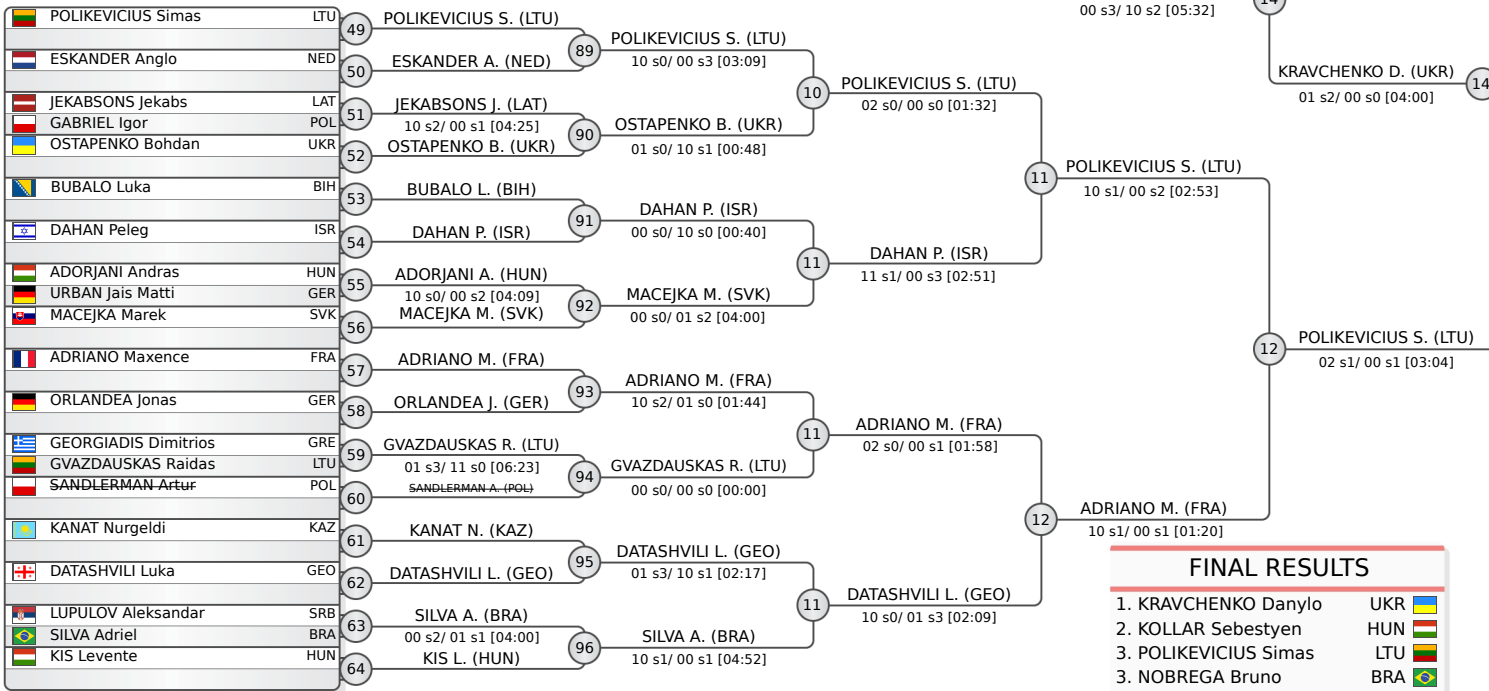 POLIKEVICIUS Simas LTU
ESKANDER Anglo NED
JEKABSONS Jekabs LAT
GABRIEL Igor POL
OSTAPENKO Bohdan UKR
BUBALO Luka BIH
DAHAN Peleg ISR
ADORJANI Andras HUN
URBAN Jais Matti GER
MACEJKA Marek SVK
ADRIANO Maxence FRA
ORLANDEA Jonas GER
GEORGIADIS Dimitrios GRE
GVAZDAUSKAS Raidas LTU
SANDLERMAN Artur POL
KANAT Nurgeldi KAZ
DATASHVILI Luka GEO
LUPULOV Aleksandar SRB
SILVA Adriel BRA
KIS Levente HUN
49 POLIKEVICIUS S. (LTU)
50 ESKANDER A. (NED)
51 JEKABSONS J. (LAT)
10 s2/ 00 s1 [04:25]
52 OSTAPENKO B. (UKR)
53 BUBALO L. (BIH)
54 DAHAN P. (ISR)
55 ADORJANI A. (HUN)
10 s0/ 00 s2 [04:09]
56 MACEJKA M. (SVK)
57 ADRIANO M. (FRA)
58 ORLANDEA J. (GER)
59 GVAZDAUSKAS R. (LTU)
01 s3/ 11 s0 [06:23]
60 SANDLERMAN A. (POL)
61 KANAT N. (KAZ)
62 DATASHVILI L. (GEO)
63 SILVA A. (BRA)
00 s2/ 01 s1 [04:00]
64 KIS L. (HUN)
89 POLIKEVICIUS S. (LTU)
10 s0/ 00 s3 [03:09]
90 OSTAPENKO B. (UKR)
01 s0/ 10 s1 [00:48]
91 DAHAN P. (ISR)
00 s0/ 10 s0 [00:40]
92 MACEJKA M. (SVK)
00 s0/ 01 s2 [04:00]
93 ADRIANO M. (FRA)
10 s2/ 01 s0 [01:44]
94 GVAZDAUSKAS R. (LTU)
00 s0/ 00 s0 [00:00]
95 DATASHVILI L. (GEO)
01 s3/ 10 s1 [02:17]
96 SILVA A. (BRA)
10 s1/ 00 s1 [04:52]
10 POLIKEVICIUS S. (LTU)
02 s0/ 00 s0 [01:32]
11 DAHAN P. (ISR)
11 s1/ 00 s3 [02:51]
11 ADRIANO M. (FRA)
02 s0/ 00 s1 [01:58]
11 DATASHVILI L. (GEO)
10 s0/ 01 s3 [02:09]
11 POLIKEVICIUS S. (LTU)
10 s1/ 00 s2 [02:53]
12 ADRIANO M. (FRA)
10 s1/ 00 s1 [01:20]
00 s3/ 10 s2 [05:32]
KRAVCHENKO D. (UKR) 14
01 s2/ 00 s0 [04:00]
12 POLIKEVICIUS S. (LTU)
02 s1/ 00 s1 [03:04]
FINAL RESULTS
1. KRAVCHENKO Danylo UKR
2. KOLLAR Sebestyen HUN
3. POLIKEVICIUS Simas LTU
3. NOBREGA Bruno BRA